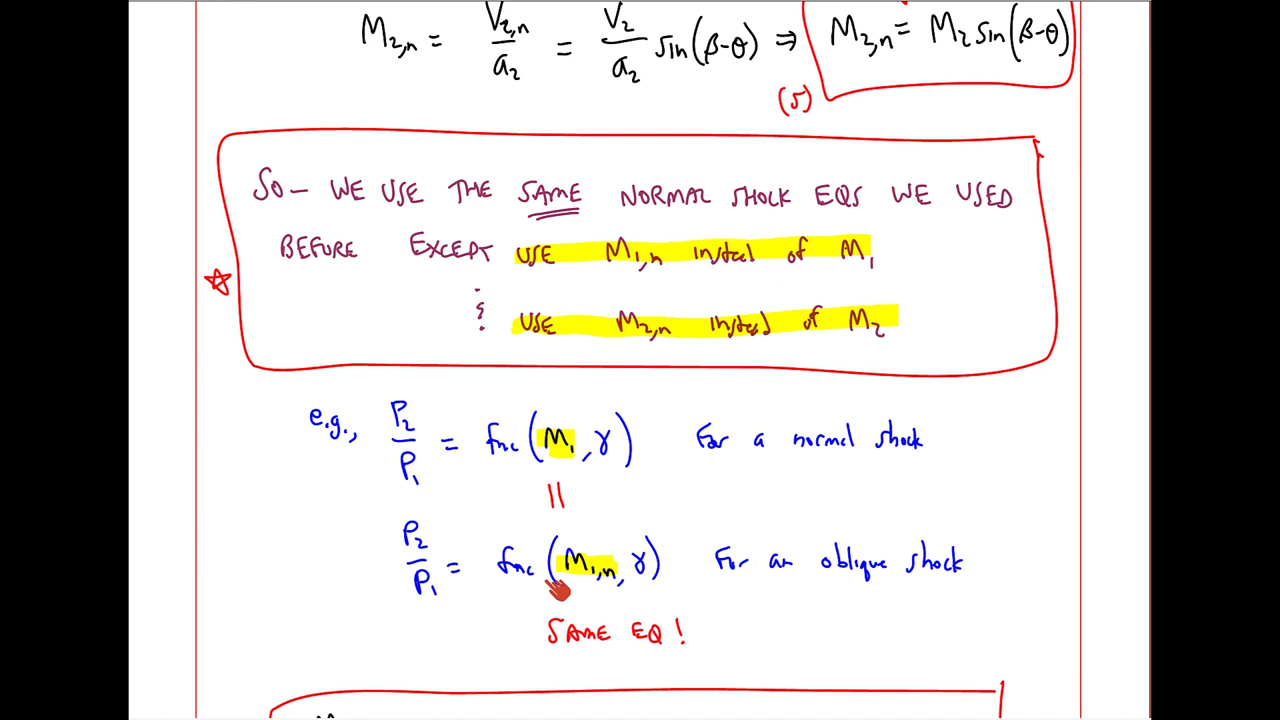 M2,n = V2,n/a2 = V2/a2 sin(β-θ) ⇒ M2,n = M2 sin(β-θ)
(5)
SO – WE USE THE SAME NORMAL SHOCK EQS WE USED
BEFORE EXCEPT USE M1,n instead of M1
& USE M2,n instead of M2
e.g., P2/P1 = fnc(M1, γ) For a normal shock
||
P2/P1 = fnc(M1,n, γ) For an oblique shock
SAME EQ!